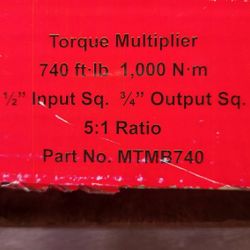 Torque Multiplier
740 ft·lb 1,000 N·m
½” Input Sq. ¾” Output Sq.
5:1 Ratio
Part No. MTMB740